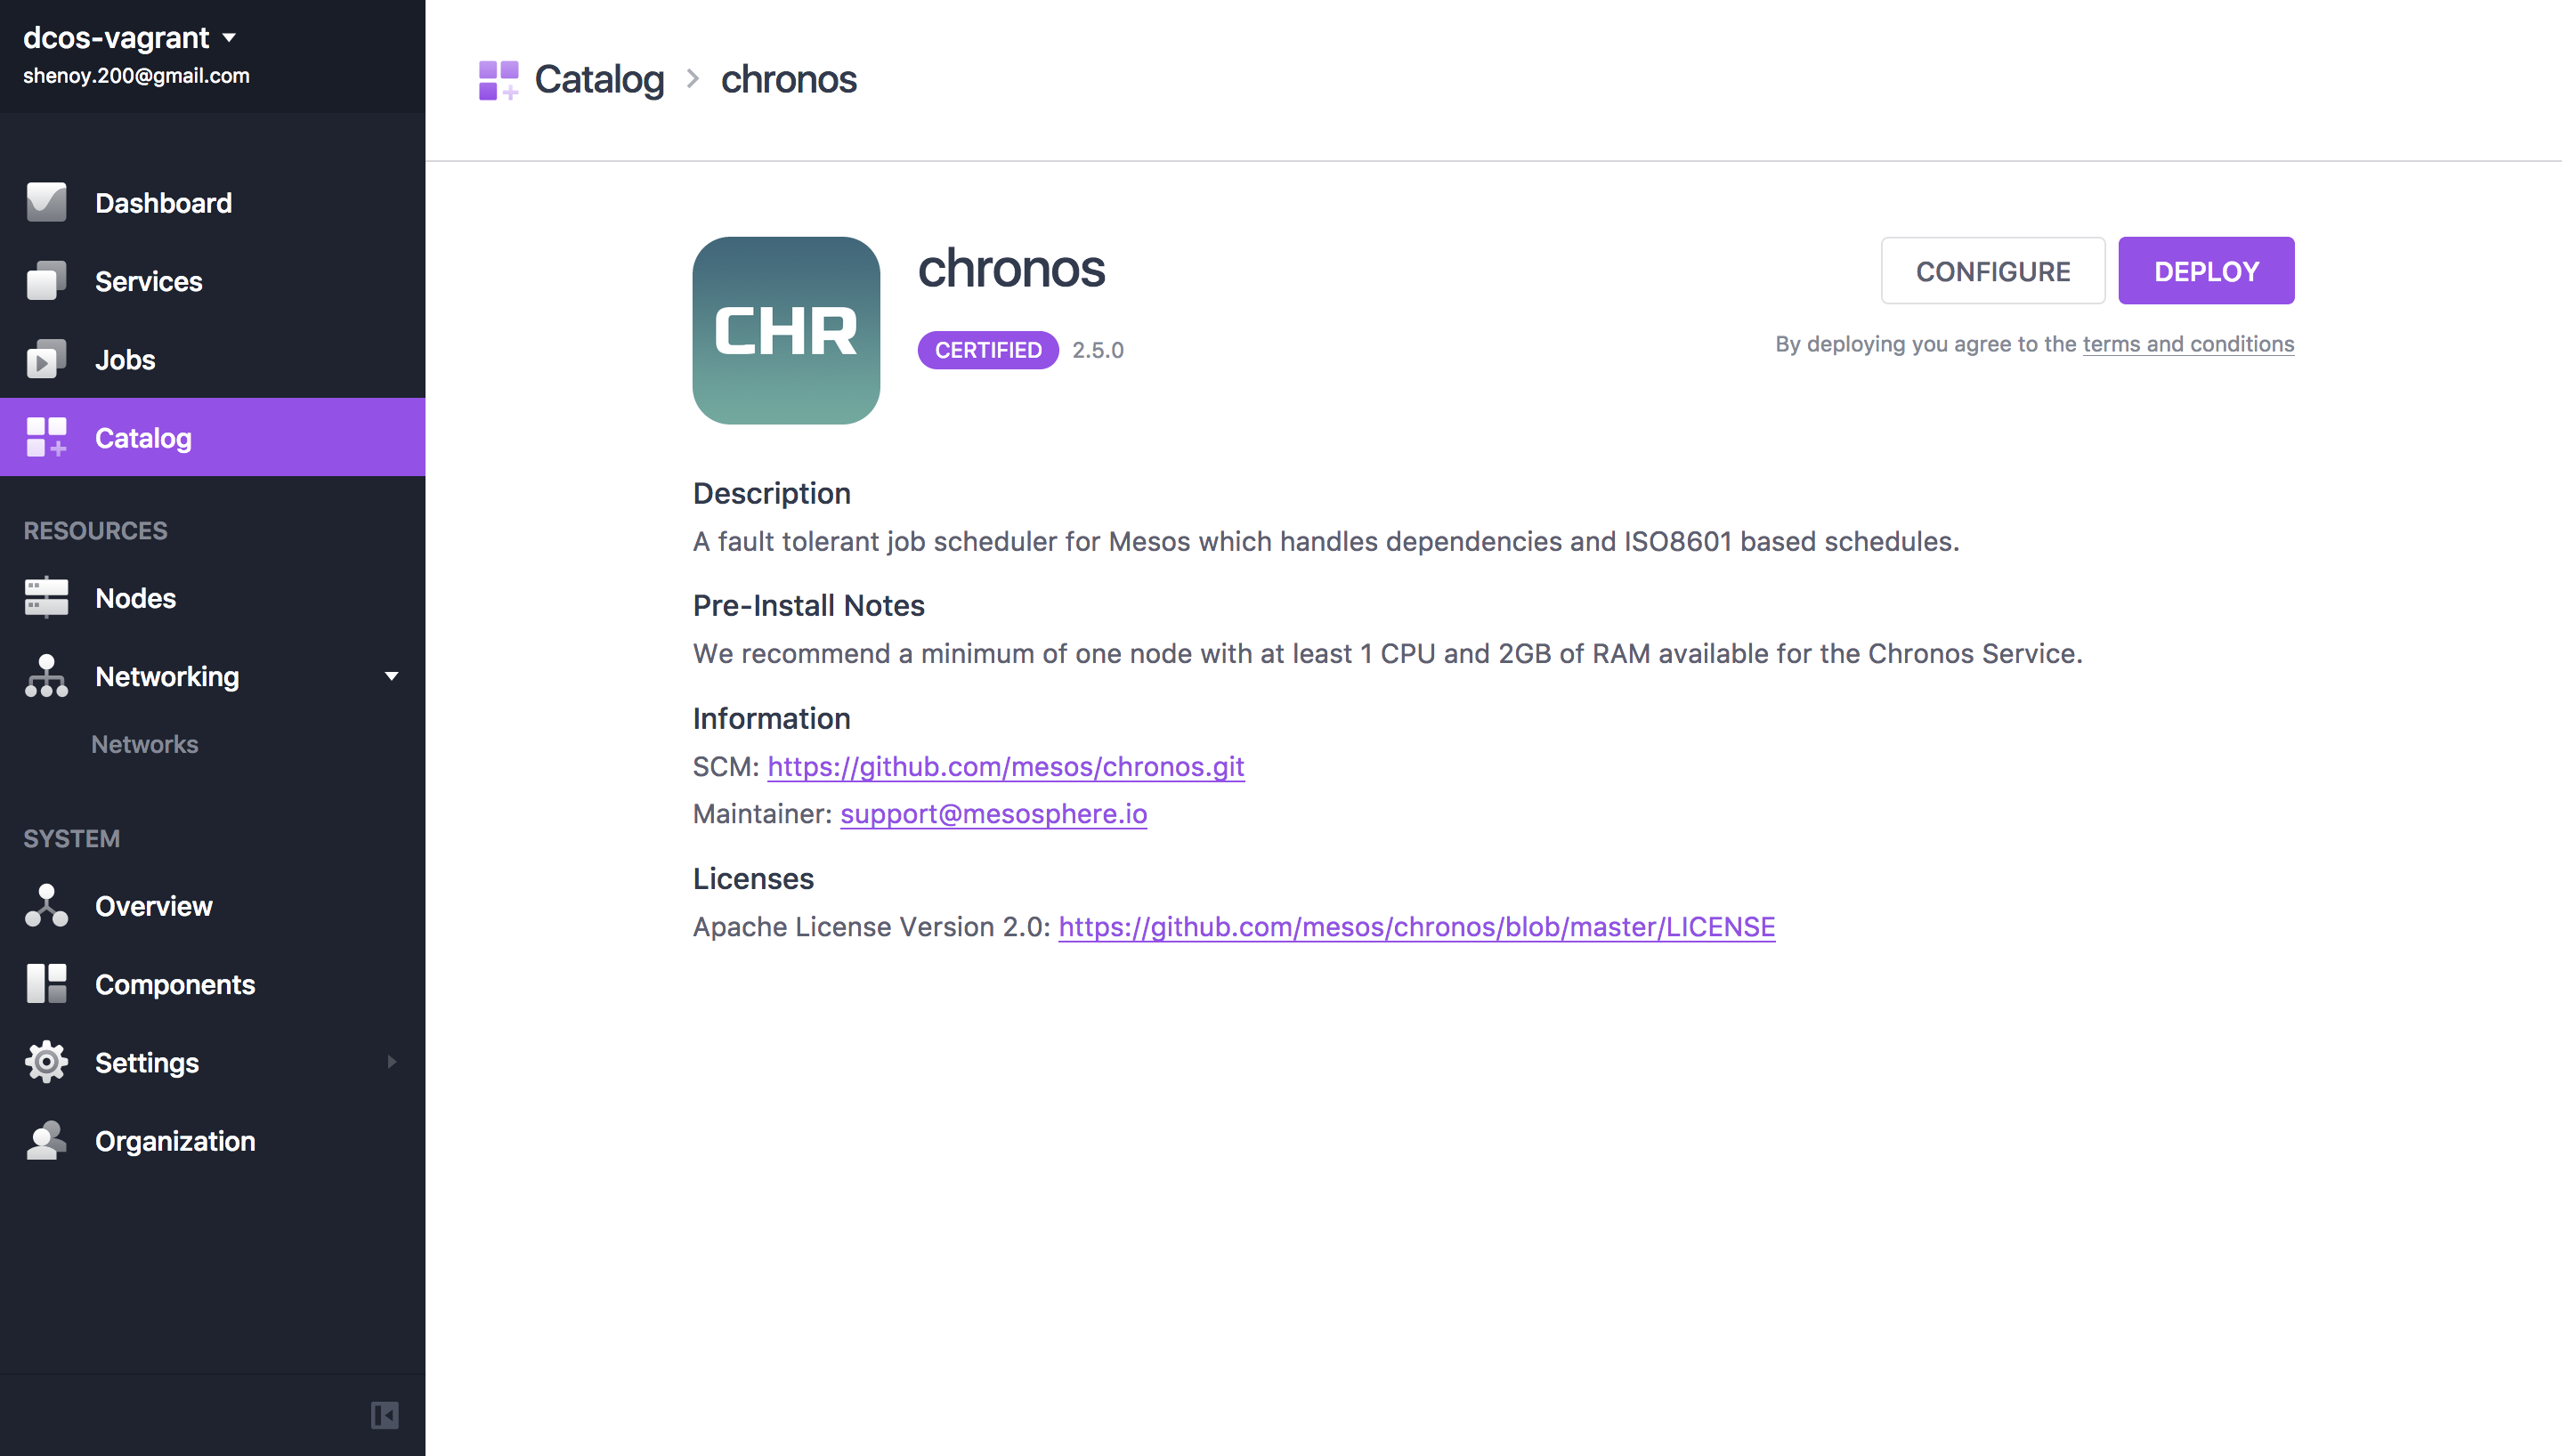 dcos-vagrant
shenoy.200@gmail.com
Dashboard
Services
Jobs
Catalog
RESOURCES
Nodes
Networking
Networks
SYSTEM
Overview
Components
Settings
Organization
Catalog > chronos
CHR
chronos
CERTIFIED 2.5.0
CONFIGURE DEPLOY
By deploying you agree to the terms and conditions
Description
A fault tolerant job scheduler for Mesos which handles dependencies and ISO8601 based schedules.
Pre-Install Notes
We recommend a minimum of one node with at least 1 CPU and 2GB of RAM available for the Chronos Service.
Information
SCM: https://github.com/mesos/chronos.git
Maintainer: support@mesosphere.io
Licenses
Apache License Version 2.0: https://github.com/mesos/chronos/blob/master/LICENSE